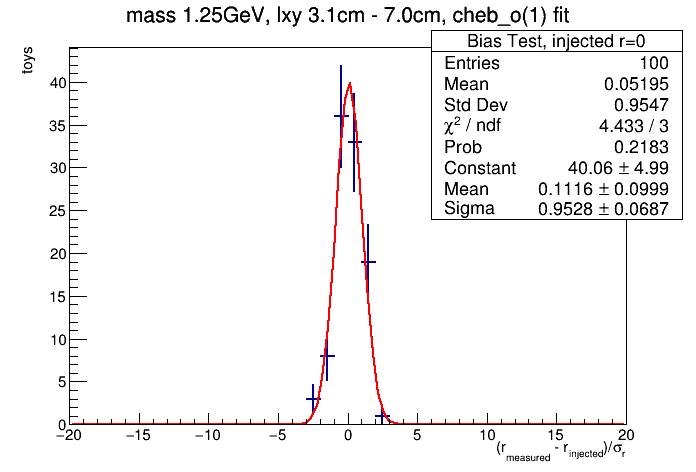 mass 1.25GeV, lxy 3.1cm - 7.0cm, cheb_o(1) fit
toys
Bias Test, injected r=0
Entries 100
Mean 0.05195
Std Dev 0.9547
χ² / ndf 4.433 / 3
Prob 0.2183
Constant 40.06 ± 4.99
Mean 0.1116 ± 0.0999
Sigma 0.9528 ± 0.0687
40
35
30
25
20
15
10
5
0
−20 −15 −10 −5 0 5 10 15 20
(r_measured - r_injected)/σ_r